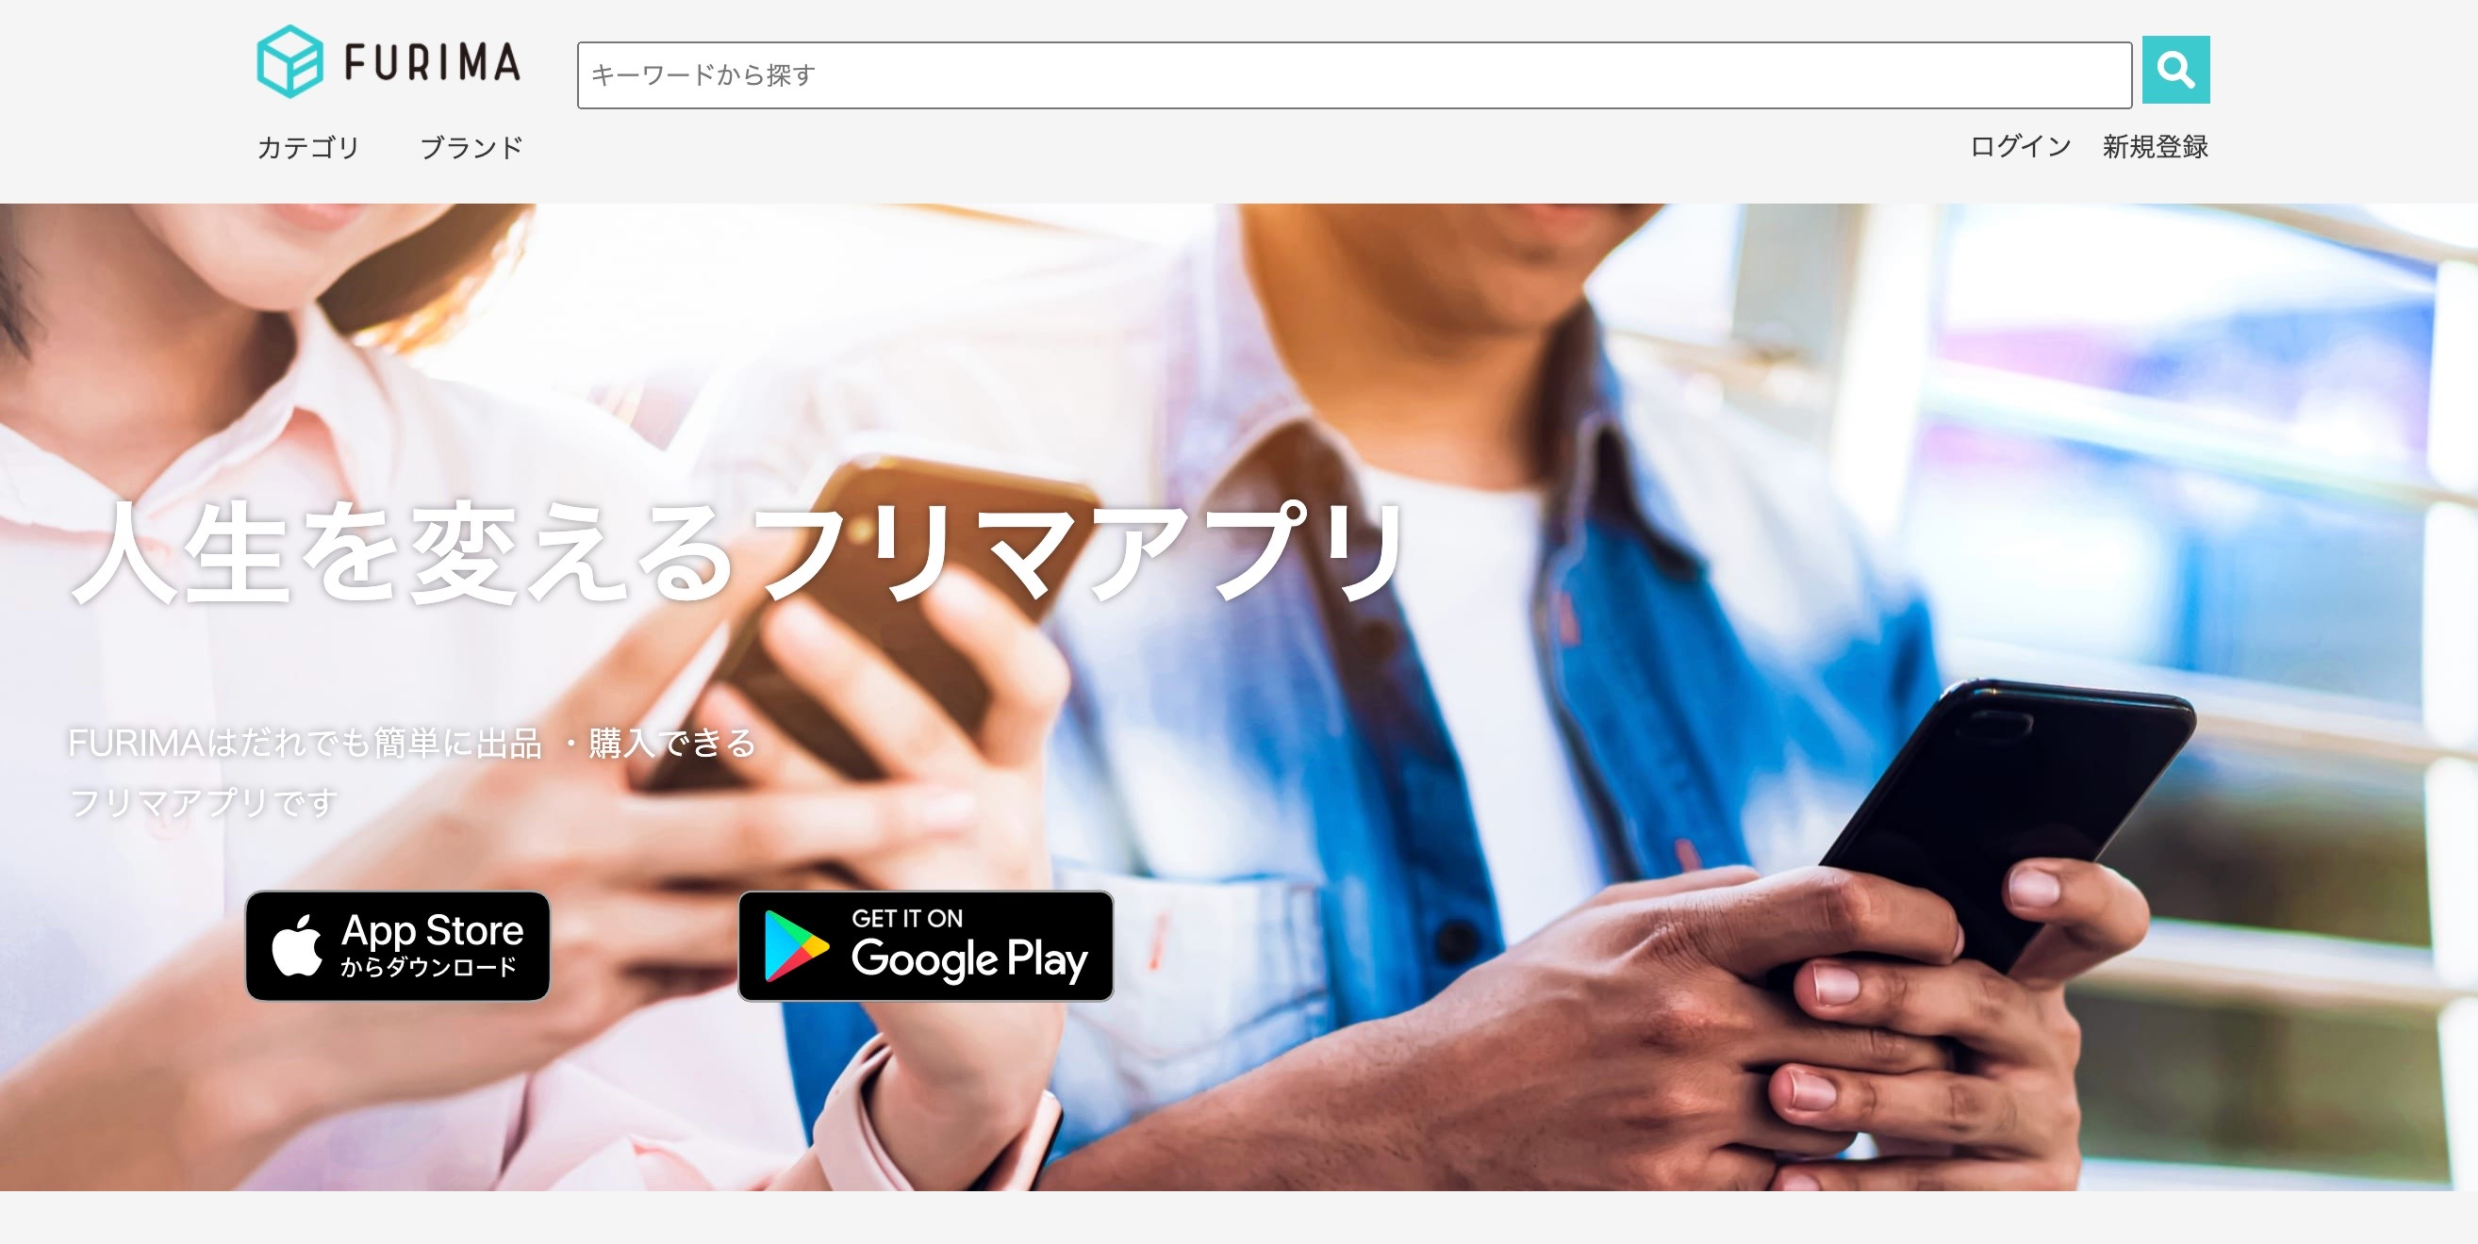 FURIMA
キーワードから探す
カテゴリ ブランド
ログイン 新規登録
人生を変えるフリマアプリ
FURIMAはだれでも簡単に出品 ・購入できる
フリマアプリです
App Store
からダウンロード
GET IT ON
Google Play